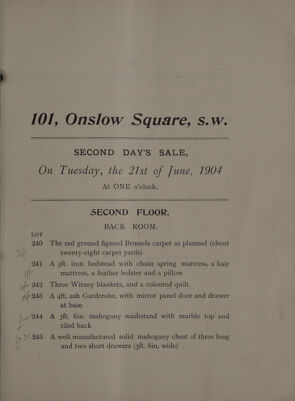 101, Onslow Square, s.w.
SECOND DAY'S SALE,
On Tuesday, the 21st of June, 1904
At ONE o'clock.
SECOND FLOOR.
BACK ROOM.
LOT
240 The red ground figured Brussels carpet as planned (about
twenty-eight carpet yards)
241 A 3ft. iron bedstead with chain spring mattress, a hair
mattress, a feather bolster and a pillow
242 Three Witney blankets, and a coloured quilt
243 A 4ft. ash Garderobe, with mirror panel door and drawer
at base
244 A 3ft. 6in. mahogany washstand with marble top and
tiled back
245 A well manufactured solid mahogany chest of three long
and two short drawers (3ft. 6in. wide)